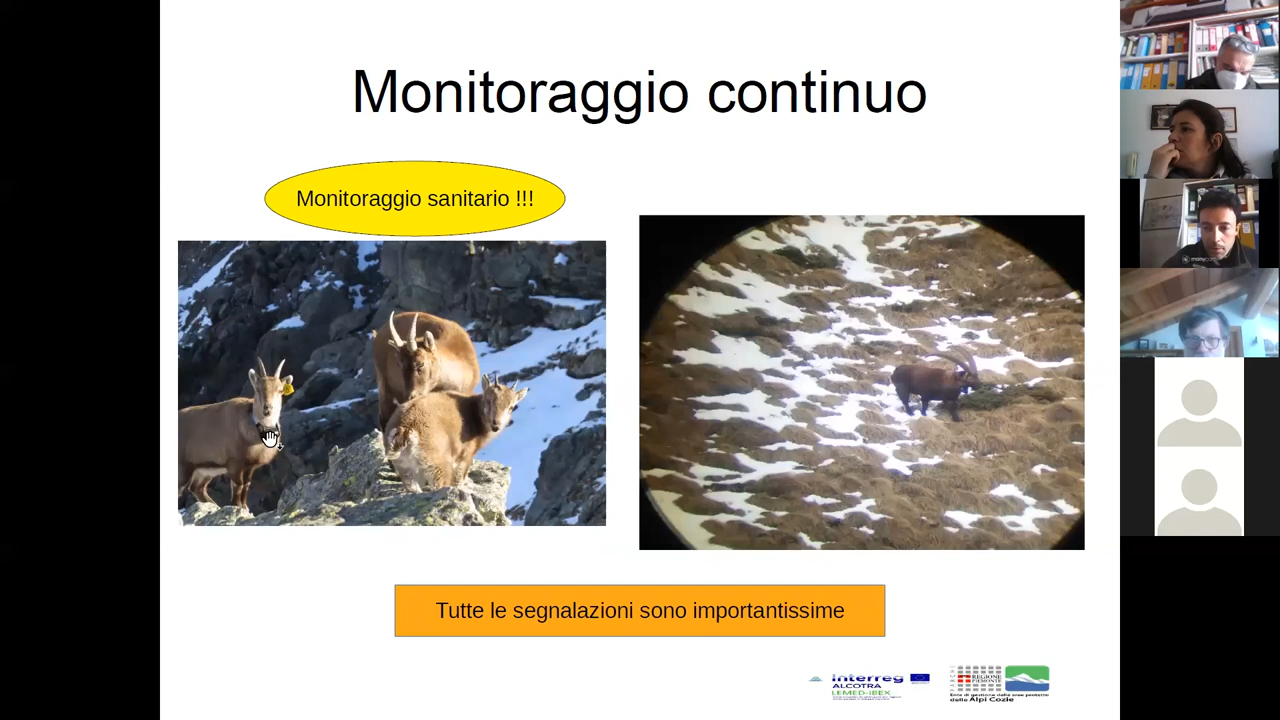 Monitoraggio continuo
Monitoraggio sanitario !!!
Tutte le segnalazioni sono importantissime
Interreg
ALCOTRA
LEMED-IBEX
REGIONE
PIEMONTE
Ente di gestione delle aree protette
delle Alpi Cozie